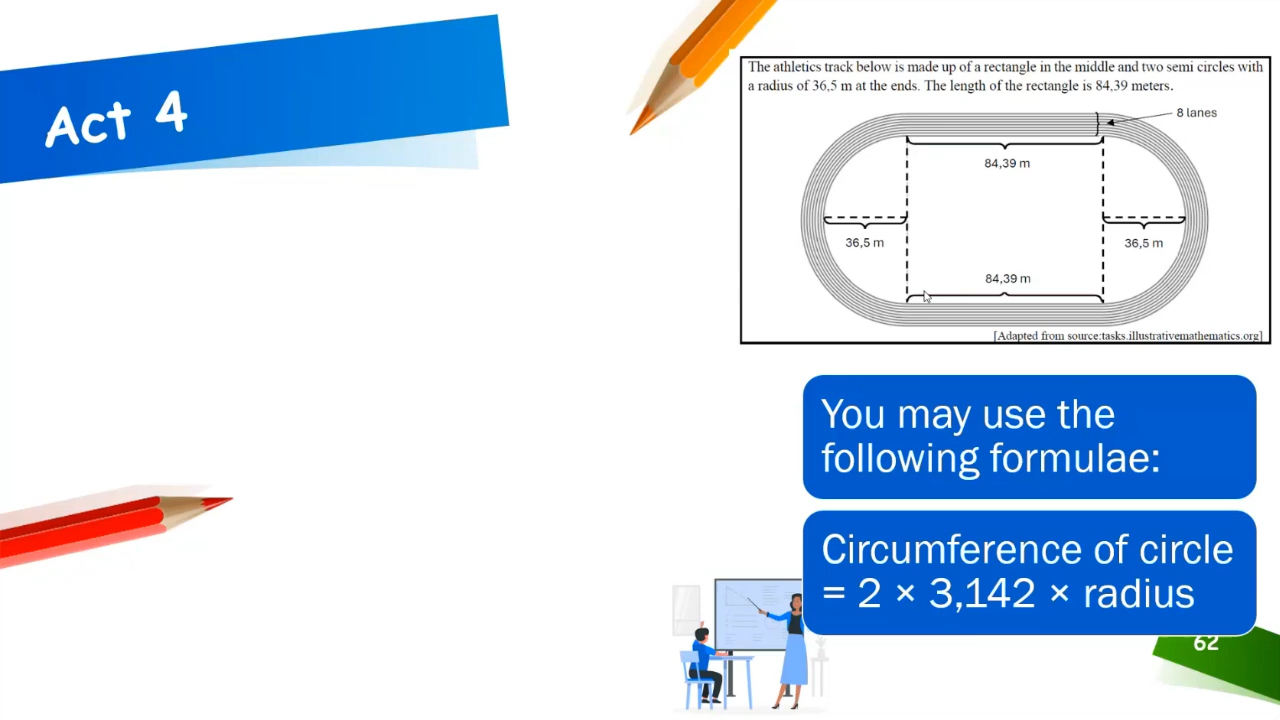 Act 4
The athletics track below is made up of a rectangle in the middle and two semi circles with
a radius of 36,5 m at the ends. The length of the rectangle is 84,39 meters.
8 lanes
84,39 m
36,5 m
36,5 m
84,39 m
[Adapted from source:tasks.illustrativemathematics.org]
You may use the
following formulae:
Circumference of circle
= 2 × 3,142 × radius
62